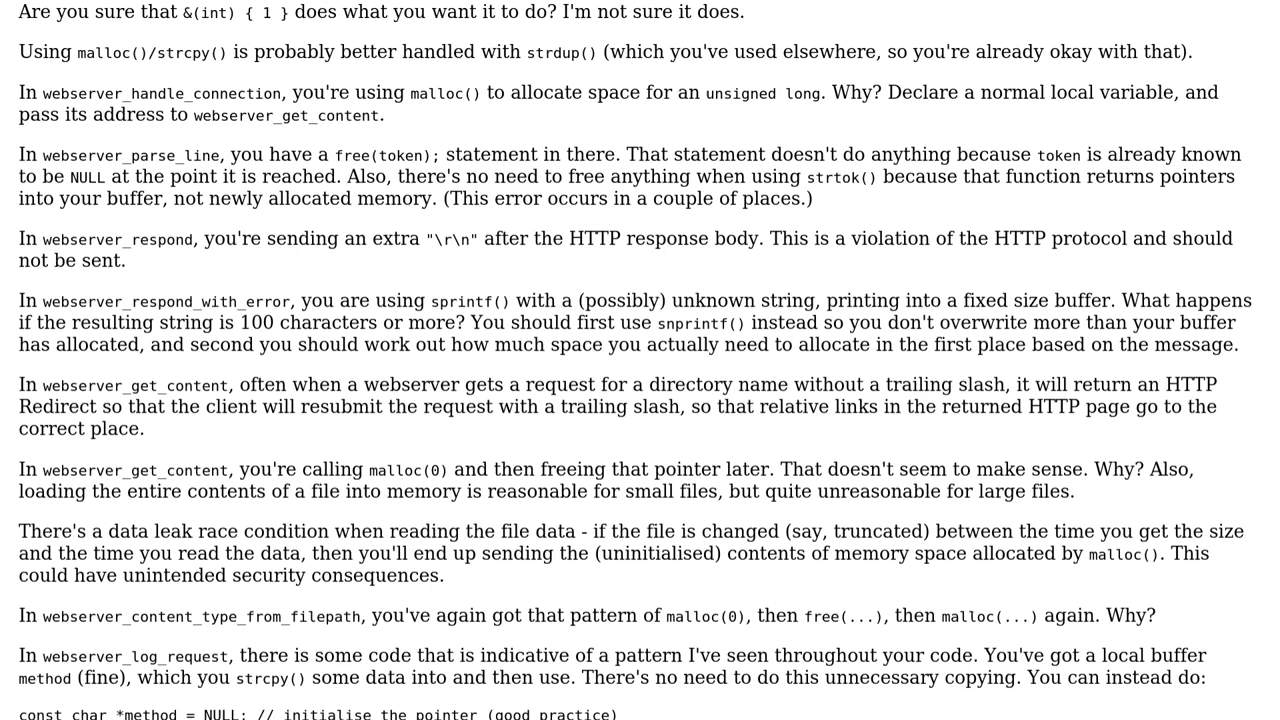 Are you sure that &(int) { 1 } does what you want it to do? I'm not sure it does.
Using malloc()/strcpy() is probably better handled with strdup() (which you've used elsewhere, so you're already okay with that).
In webserver_handle_connection, you're using malloc() to allocate space for an unsigned long. Why? Declare a normal local variable, and
pass its address to webserver_get_content.
In webserver_parse_line, you have a free(token); statement in there. That statement doesn't do anything because token is already known
to be NULL at the point it is reached. Also, there's no need to free anything when using strtok() because that function returns pointers
into your buffer, not newly allocated memory. (This error occurs in a couple of places.)
In webserver_respond, you're sending an extra "\r\n" after the HTTP response body. This is a violation of the HTTP protocol and should
not be sent.
In webserver_respond_with_error, you are using sprintf() with a (possibly) unknown string, printing into a fixed size buffer. What happens
if the resulting string is 100 characters or more? You should first use snprintf() instead so you don't overwrite more than your buffer
has allocated, and second you should work out how much space you actually need to allocate in the first place based on the message.
In webserver_get_content, often when a webserver gets a request for a directory name without a trailing slash, it will return an HTTP
Redirect so that the client will resubmit the request with a trailing slash, so that relative links in the returned HTTP page go to the
correct place.
In webserver_get_content, you're calling malloc(0) and then freeing that pointer later. That doesn't seem to make sense. Why? Also,
loading the entire contents of a file into memory is reasonable for small files, but quite unreasonable for large files.
There's a data leak race condition when reading the file data - if the file is changed (say, truncated) between the time you get the size
and the time you read the data, then you'll end up sending the (uninitialised) contents of memory space allocated by malloc(). This
could have unintended security consequences.
In webserver_content_type_from_filepath, you've again got that pattern of malloc(0), then free(...), then malloc(...) again. Why?
In webserver_log_request, there is some code that is indicative of a pattern I've seen throughout your code. You've got a local buffer
method (fine), which you strcpy() some data into and then use. There's no need to do this unnecessary copying. You can instead do:
const char *method = NULL; // initialise the pointer (good practice)